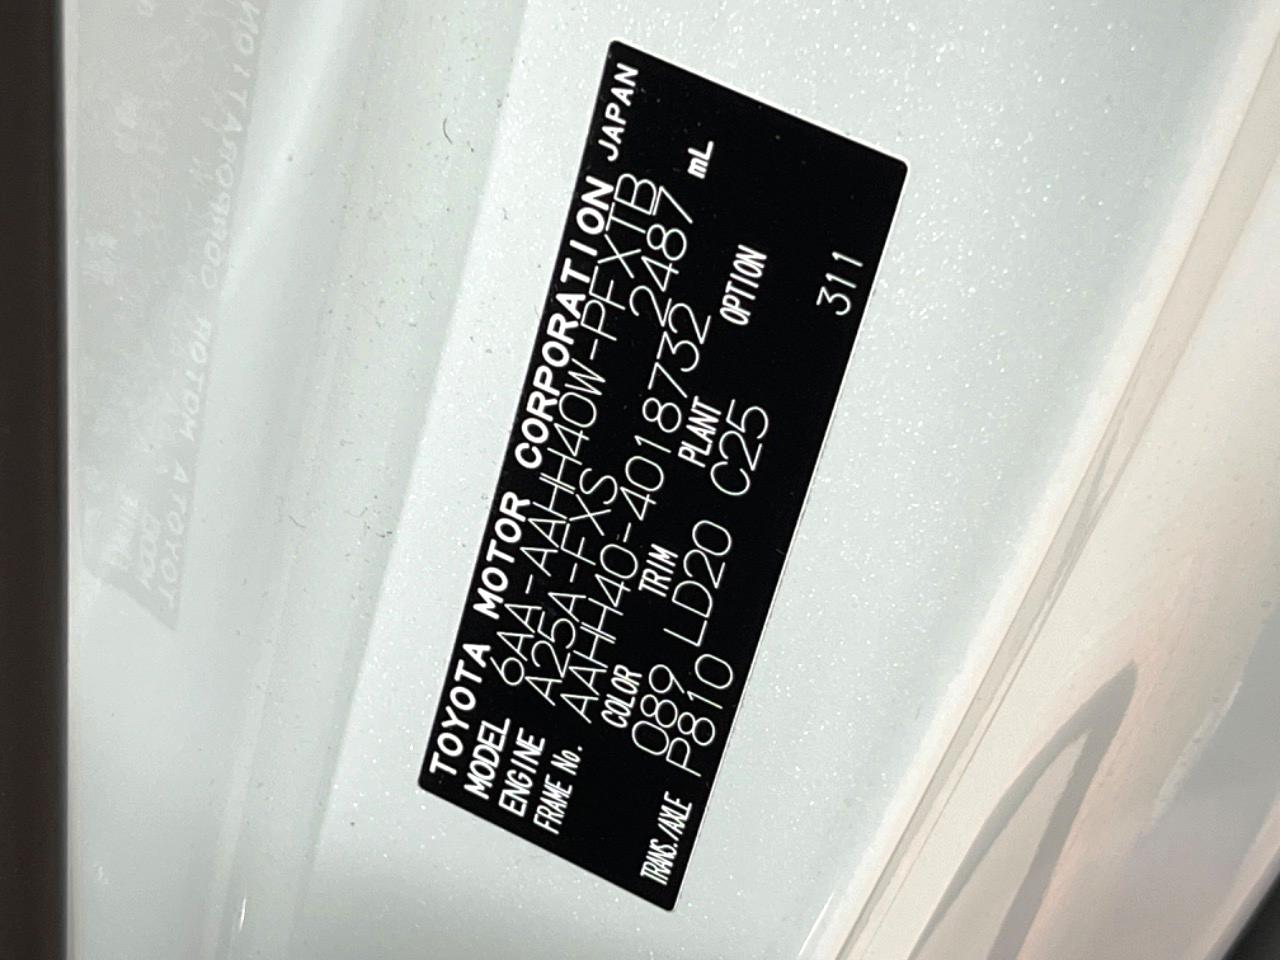 TOYOTA MOTOR CORPORATION JAPAN
MODEL 6AA-AAHH40W-PFXTB
ENGINE A25A-FXS 2487 mL
FRAME No. AAHH40-4018732
COLOR TRIM PLANT OPTION
089 LD20 C25
TRANS./AXLE P810 311